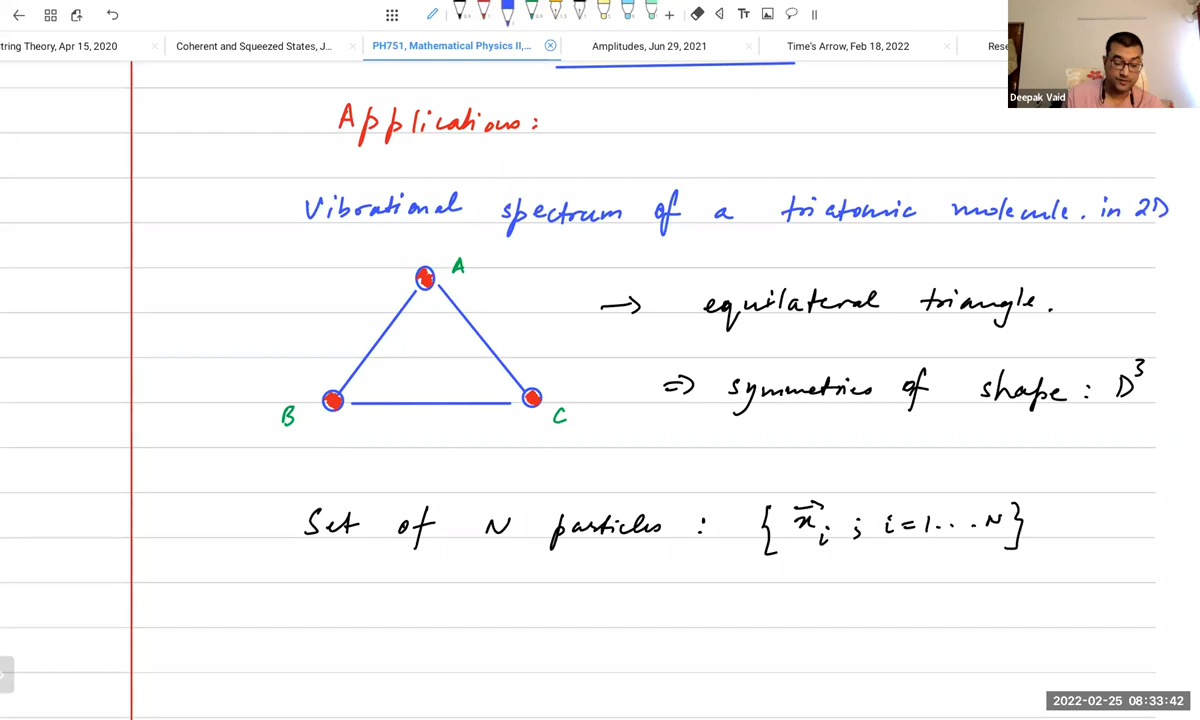 tring Theory, Apr 15, 2020
Coherent and Squeezed States, J...
PH751, Mathematical Physics II,...
Amplitudes, Jun 29, 2021
Time's Arrow, Feb 18, 2022
Rese
Deepak Vaid
Applications:
Vibrational spectrum of a triatomic molecule. in 2D
A
→ equilateral triangle.
⇒ symmetries of shape: D³
B
C
Set of N particles : { x⃗ᵢ ; i=1...N}
2022-02-25 08:33:42